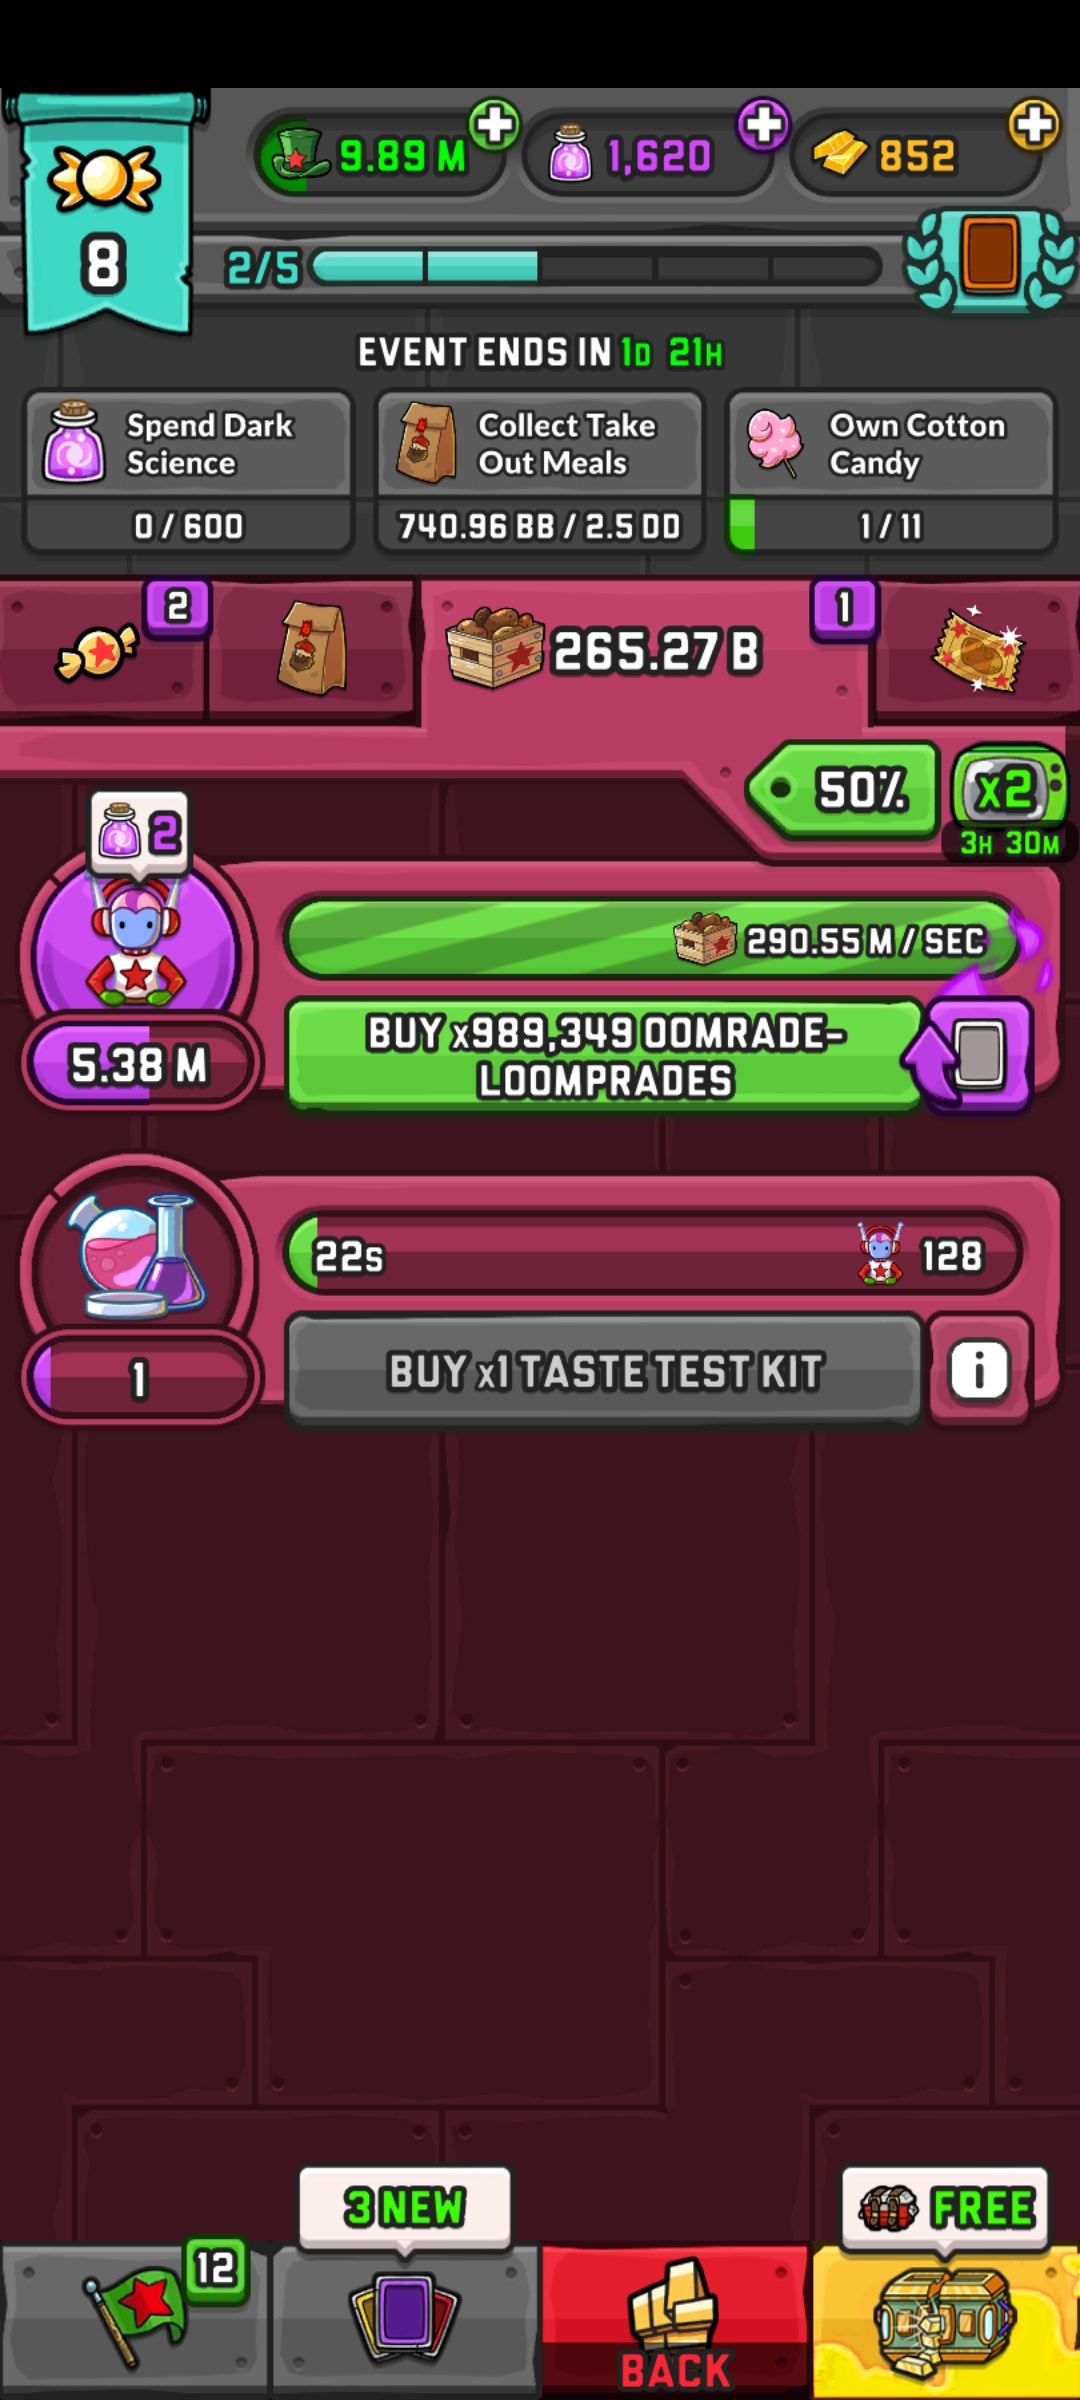 9.89 M
1,620
852
8
2/5
EVENT ENDS IN 1D 21H
Spend Dark
Science
0 / 600
Collect Take
Out Meals
740.96 BB / 2.5 DD
Own Cotton
Candy
1 / 11
2
265.27 B
1
50%
x2
3H 30M
2
290.55 M / SEC
5.38 M
BUY x989,349 OOMRADE-
LOOMPRADES
22s
128
1
BUY x1 TASTE TEST KIT
i
3 NEW
FREE
12
BACK